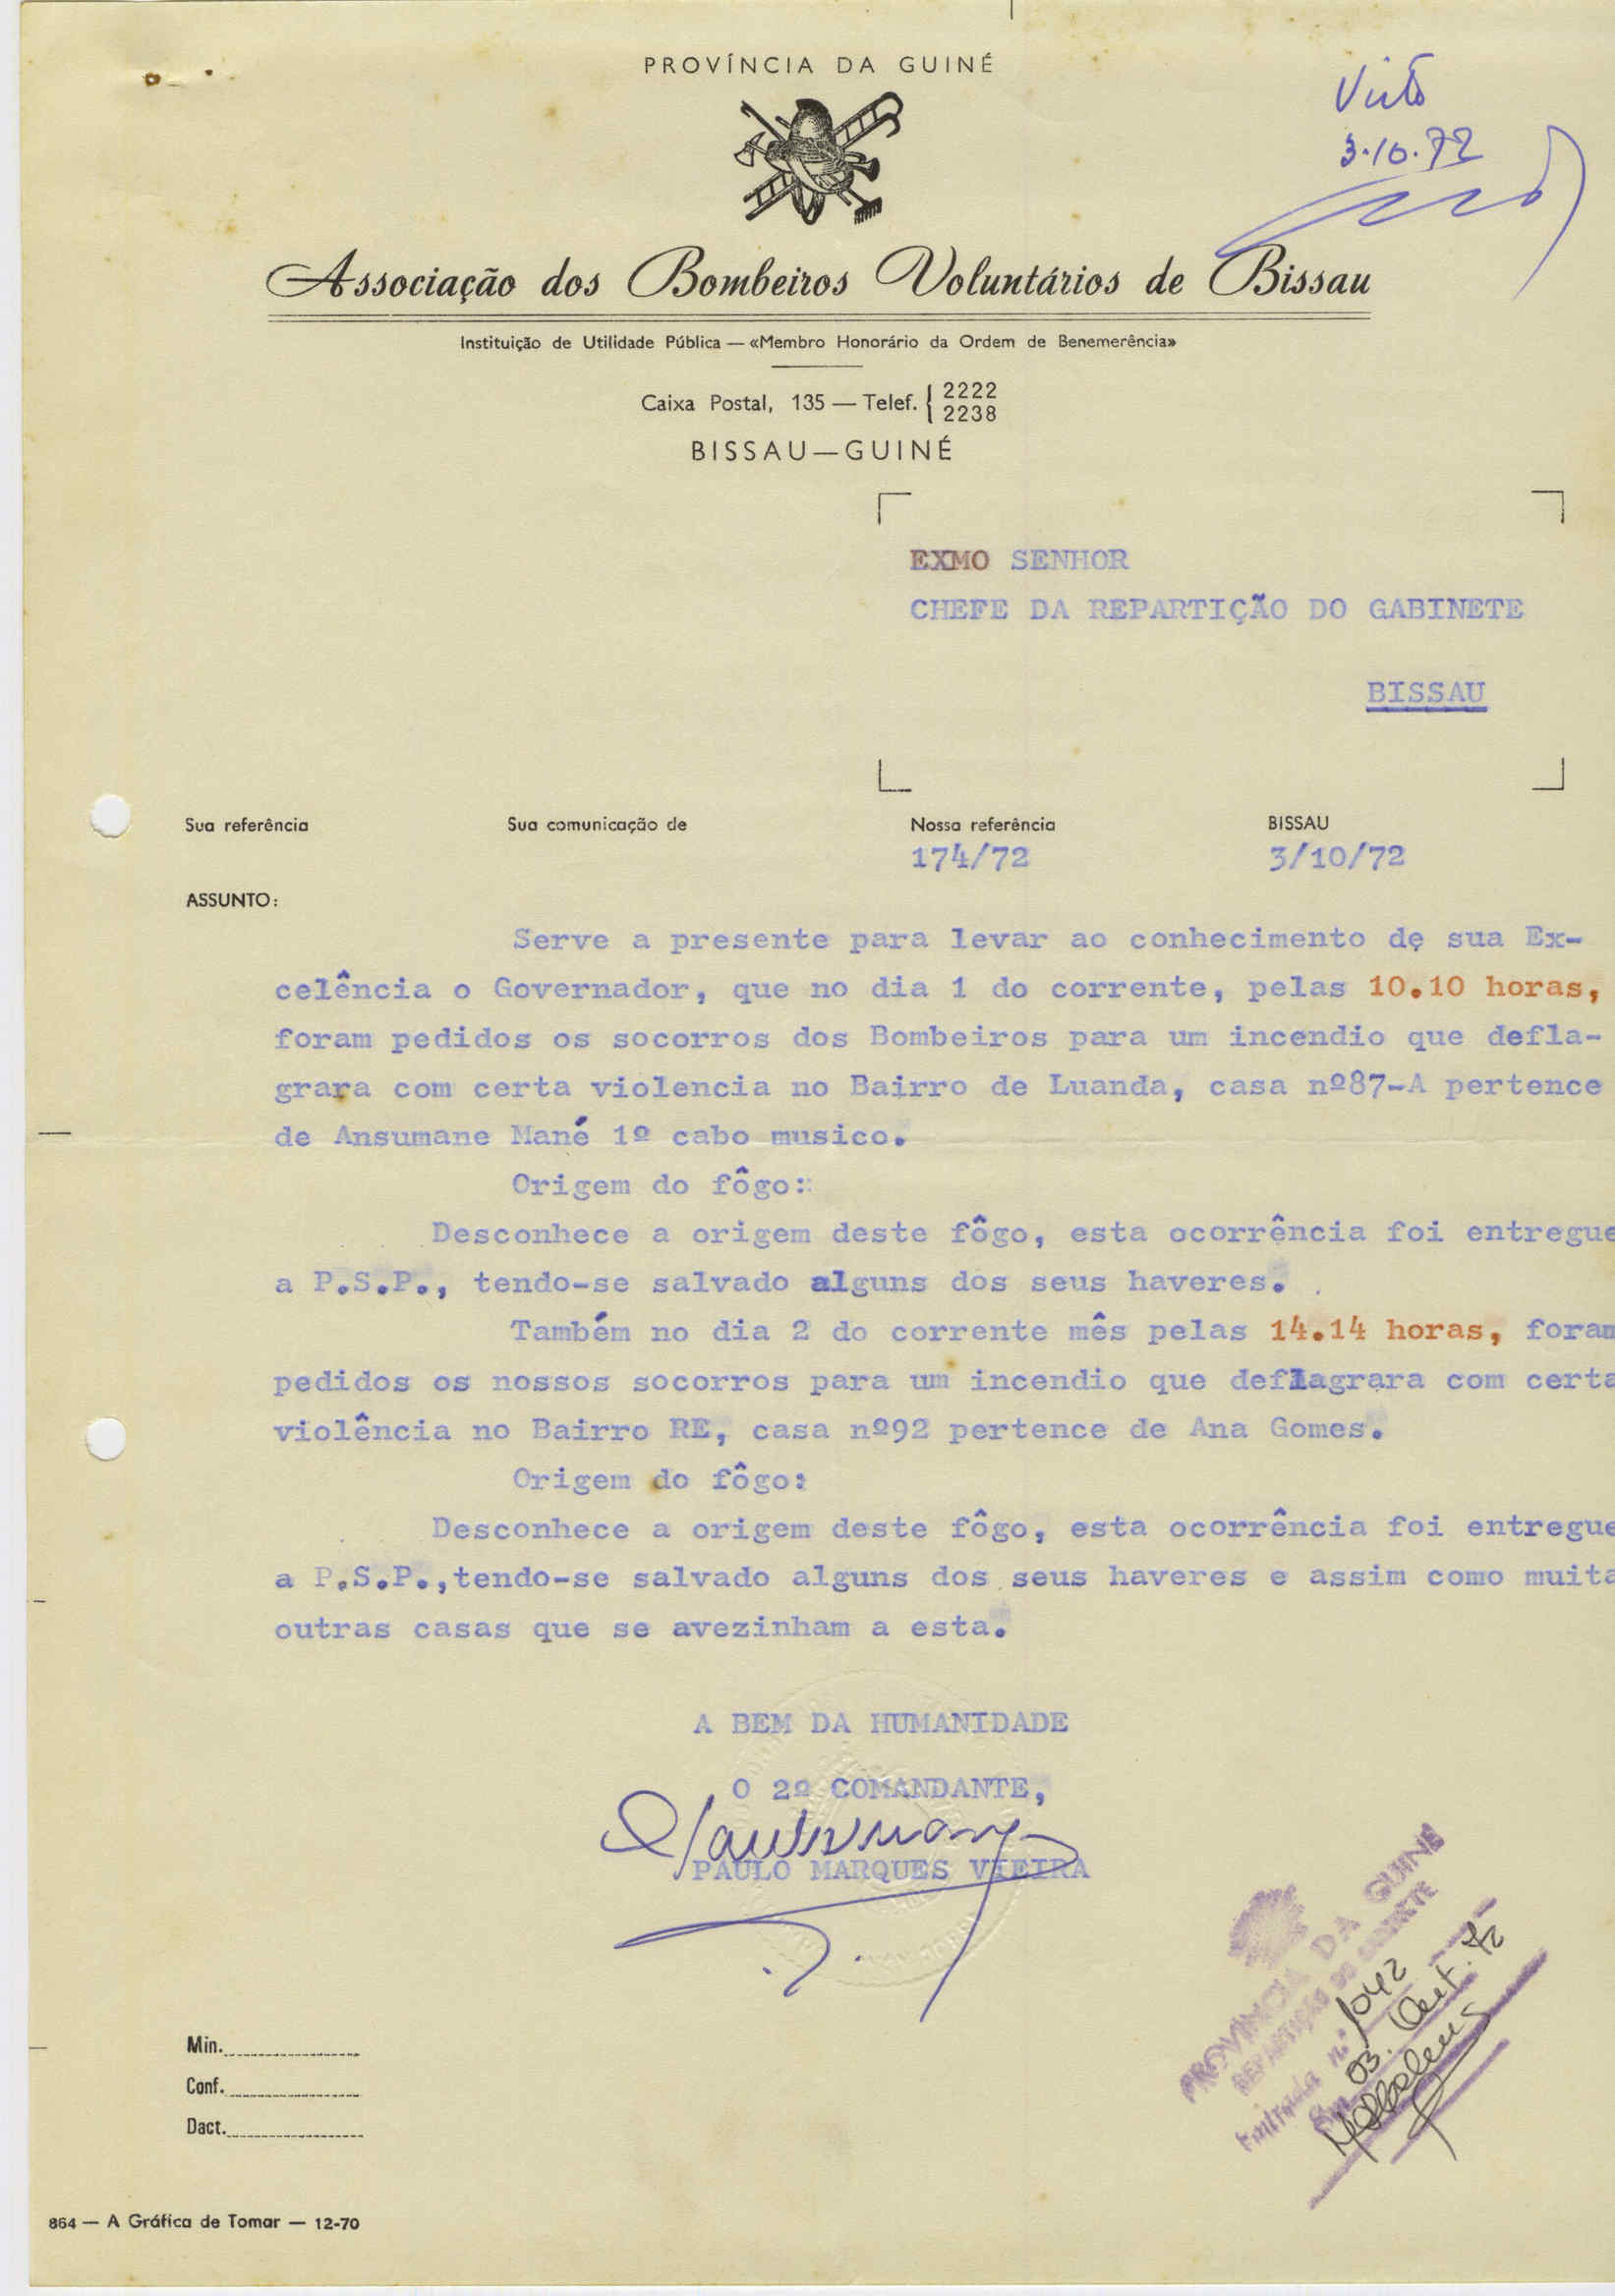 PROVÍNCIA DA GUINÉ
Visto
3.10.72
Associação dos Bombeiros Voluntários de Bissau
Instituição de Utilidade Pública — «Membro Honorário da Ordem de Benemerência»
Caixa Postal, 135 — Telef. { 2222
2238
BISSAU — GUINÉ
EXMO SENHOR
CHEFE DA REPARTIÇÃO DO GABINETE
BISSAU
Sua referência Sua comunicação de Nossa referência BISSAU
174/72 3/10/72
ASSUNTO:
Serve a presente para levar ao conhecimento de sua Ex-
celência o Governador, que no dia 1 do corrente, pelas 10.10 horas,
foram pedidos os socorros dos Bombeiros para um incendio que defla-
grara com certa violencia no Bairro de Luanda, casa nº87-A pertence
de Ansumane Mané 1º cabo musico.
Origem do fôgo:
Desconhece a origem deste fôgo, esta ocorrência foi entregue
a P.S.P., tendo-se salvado alguns dos seus haveres.
Também no dia 2 do corrente mês pelas 14.14 horas, foram
pedidos os nossos socorros para um incendio que deflagrara com certa
violência no Bairro RE, casa nº92 pertence de Ana Gomes.
Origem do fôgo:
Desconhece a origem deste fôgo, esta ocorrência foi entregue
a P.S.P.,tendo-se salvado alguns dos seus haveres e assim como muita
outras casas que se avezinham a esta.
A BEM DA HUMANIDADE
O 2º COMANDANTE,
PAULO MARQUES VIEIRA
PROVÍNCIA DA GUINÉ
REPARTIÇÃO DO GABINETE
Entrada n.º 1042
Em 03. Out. 72
Min.
Conf.
Dact.
864 — A Gráfica de Tomar — 12-70